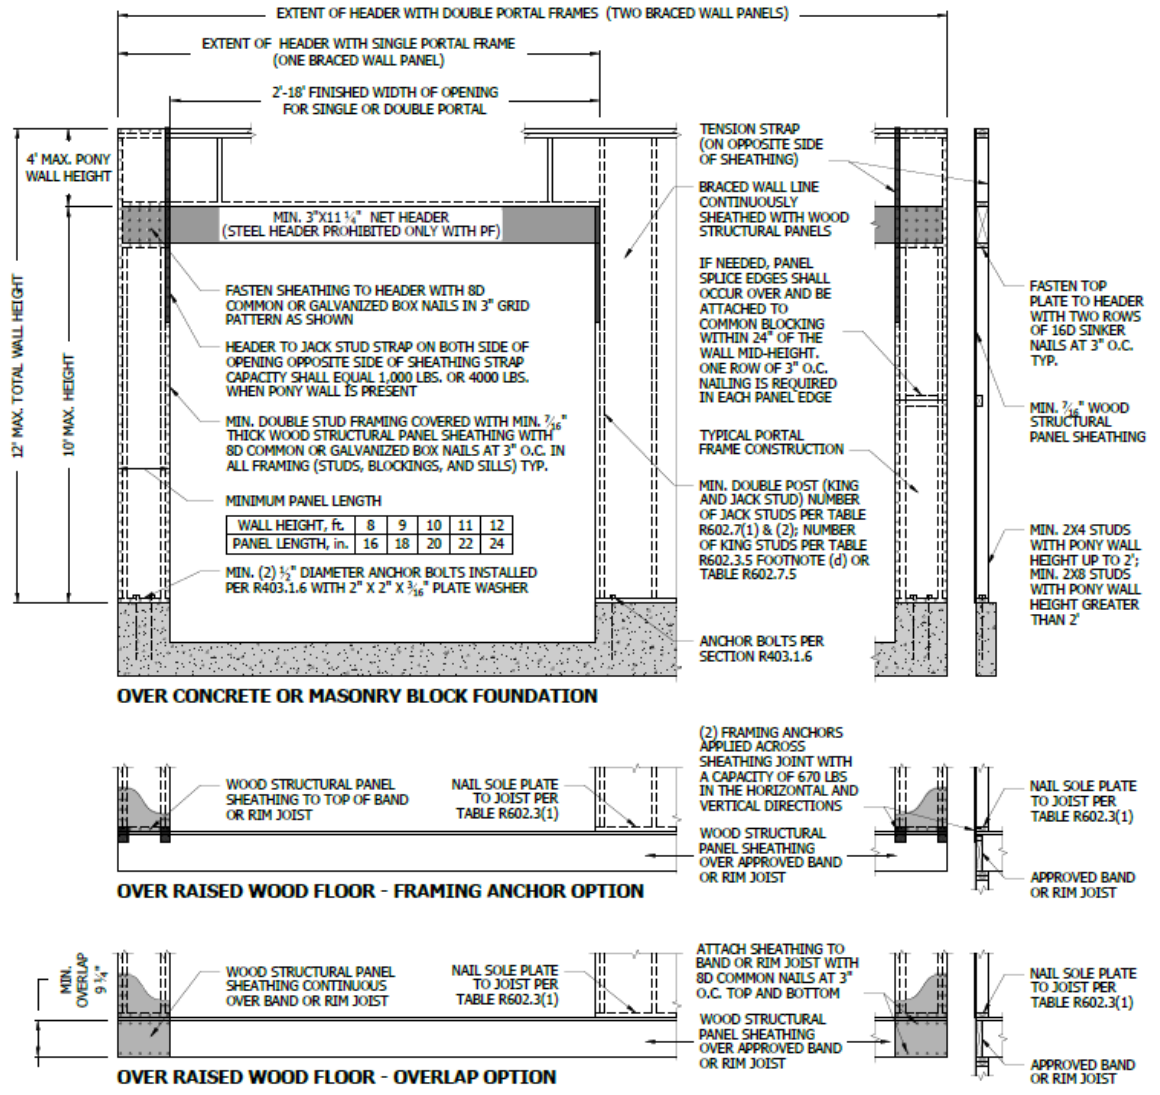 EXTENT OF HEADER WITH DOUBLE PORTAL FRAMES (TWO BRACED WALL PANELS)
EXTENT OF HEADER WITH SINGLE PORTAL FRAME
(ONE BRACED WALL PANEL)
2'-18' FINISHED WIDTH OF OPENING
FOR SINGLE OR DOUBLE PORTAL
12' MAX. TOTAL WALL HEIGHT
4' MAX. PONY
WALL HEIGHT
10' MAX. HEIGHT
MIN. 3"X11 ¼" NET HEADER
(STEEL HEADER PROHIBITED ONLY WITH PF)
FASTEN SHEATHING TO HEADER WITH 8D
COMMON OR GALVANIZED BOX NAILS IN 3" GRID
PATTERN AS SHOWN
HEADER TO JACK STUD STRAP ON BOTH SIDE OF
OPENING OPPOSITE SIDE OF SHEATHING STRAP
CAPACITY SHALL EQUAL 1,000 LBS. OR 4000 LBS.
WHEN PONY WALL IS PRESENT
MIN. DOUBLE STUD FRAMING COVERED WITH MIN. 7/16"
THICK WOOD STRUCTURAL PANEL SHEATHING WITH
8D COMMON OR GALVANIZED BOX NAILS AT 3" O.C. IN
ALL FRAMING (STUDS, BLOCKINGS, AND SILLS) TYP.
MINIMUM PANEL LENGTH
WALL HEIGHT, ft. 8 9 10 11 12
PANEL LENGTH, in. 16 18 20 22 24
MIN. (2) ½" DIAMETER ANCHOR BOLTS INSTALLED
PER R403.1.6 WITH 2" X 2" X 3/16" PLATE WASHER
TENSION STRAP
(ON OPPOSITE SIDE
OF SHEATHING)
BRACED WALL LINE
CONTINUOUSLY
SHEATHED WITH WOOD
STRUCTURAL PANELS
IF NEEDED, PANEL
SPLICE EDGES SHALL
OCCUR OVER AND BE
ATTACHED TO
COMMON BLOCKING
WITHIN 24" OF THE
WALL MID-HEIGHT.
ONE ROW OF 3" O.C.
NAILING IS REQUIRED
IN EACH PANEL EDGE
TYPICAL PORTAL
FRAME CONSTRUCTION
MIN. DOUBLE POST (KING
AND JACK STUD) NUMBER
OF JACK STUDS PER TABLE
R602.7(1) & (2); NUMBER
OF KING STUDS PER TABLE
R602.3.5 FOOTNOTE (d) OR
TABLE R602.7.5
ANCHOR BOLTS PER
SECTION R403.1.6
FASTEN TOP
PLATE TO HEADER
WITH TWO ROWS
OF 16D SINKER
NAILS AT 3" O.C.
TYP.
MIN. 7/16" WOOD
STRUCTURAL
PANEL SHEATHING
MIN. 2X4 STUDS
WITH PONY WALL
HEIGHT UP TO 2';
MIN. 2X8 STUDS
WITH PONY WALL
HEIGHT GREATER
THAN 2'
OVER CONCRETE OR MASONRY BLOCK FOUNDATION
WOOD STRUCTURAL PANEL
SHEATHING TO TOP OF BAND
OR RIM JOIST
NAIL SOLE PLATE
TO JOIST PER
TABLE R602.3(1)
(2) FRAMING ANCHORS
APPLIED ACROSS
SHEATHING JOINT WITH
A CAPACITY OF 670 LBS
IN THE HORIZONTAL AND
VERTICAL DIRECTIONS
WOOD STRUCTURAL
PANEL SHEATHING
OVER APPROVED BAND
OR RIM JOIST
NAIL SOLE PLATE
TO JOIST PER
TABLE R602.3(1)
APPROVED BAND
OR RIM JOIST
OVER RAISED WOOD FLOOR - FRAMING ANCHOR OPTION
MIN.
OVERLAP
9 ¼"
WOOD STRUCTURAL PANEL
SHEATHING CONTINUOUS
OVER BAND OR RIM JOIST
NAIL SOLE PLATE
TO JOIST PER
TABLE R602.3(1)
ATTACH SHEATHING TO
BAND OR RIM JOIST WITH
8D COMMON NAILS AT 3"
O.C. TOP AND BOTTOM
WOOD STRUCTURAL
PANEL SHEATHING
OVER APPROVED BAND
OR RIM JOIST
NAIL SOLE PLATE
TO JOIST PER
TABLE R602.3(1)
APPROVED BAND
OR RIM JOIST
OVER RAISED WOOD FLOOR - OVERLAP OPTION